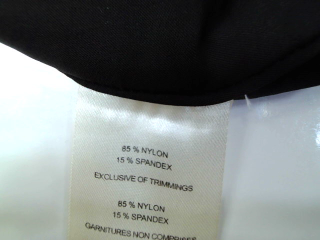 85 % NYLON
15 % SPANDEX
EXCLUSIVE OF TRIMMINGS
85 % NYLON
15 % SPANDEX
GARNITURES NON COMPRISES